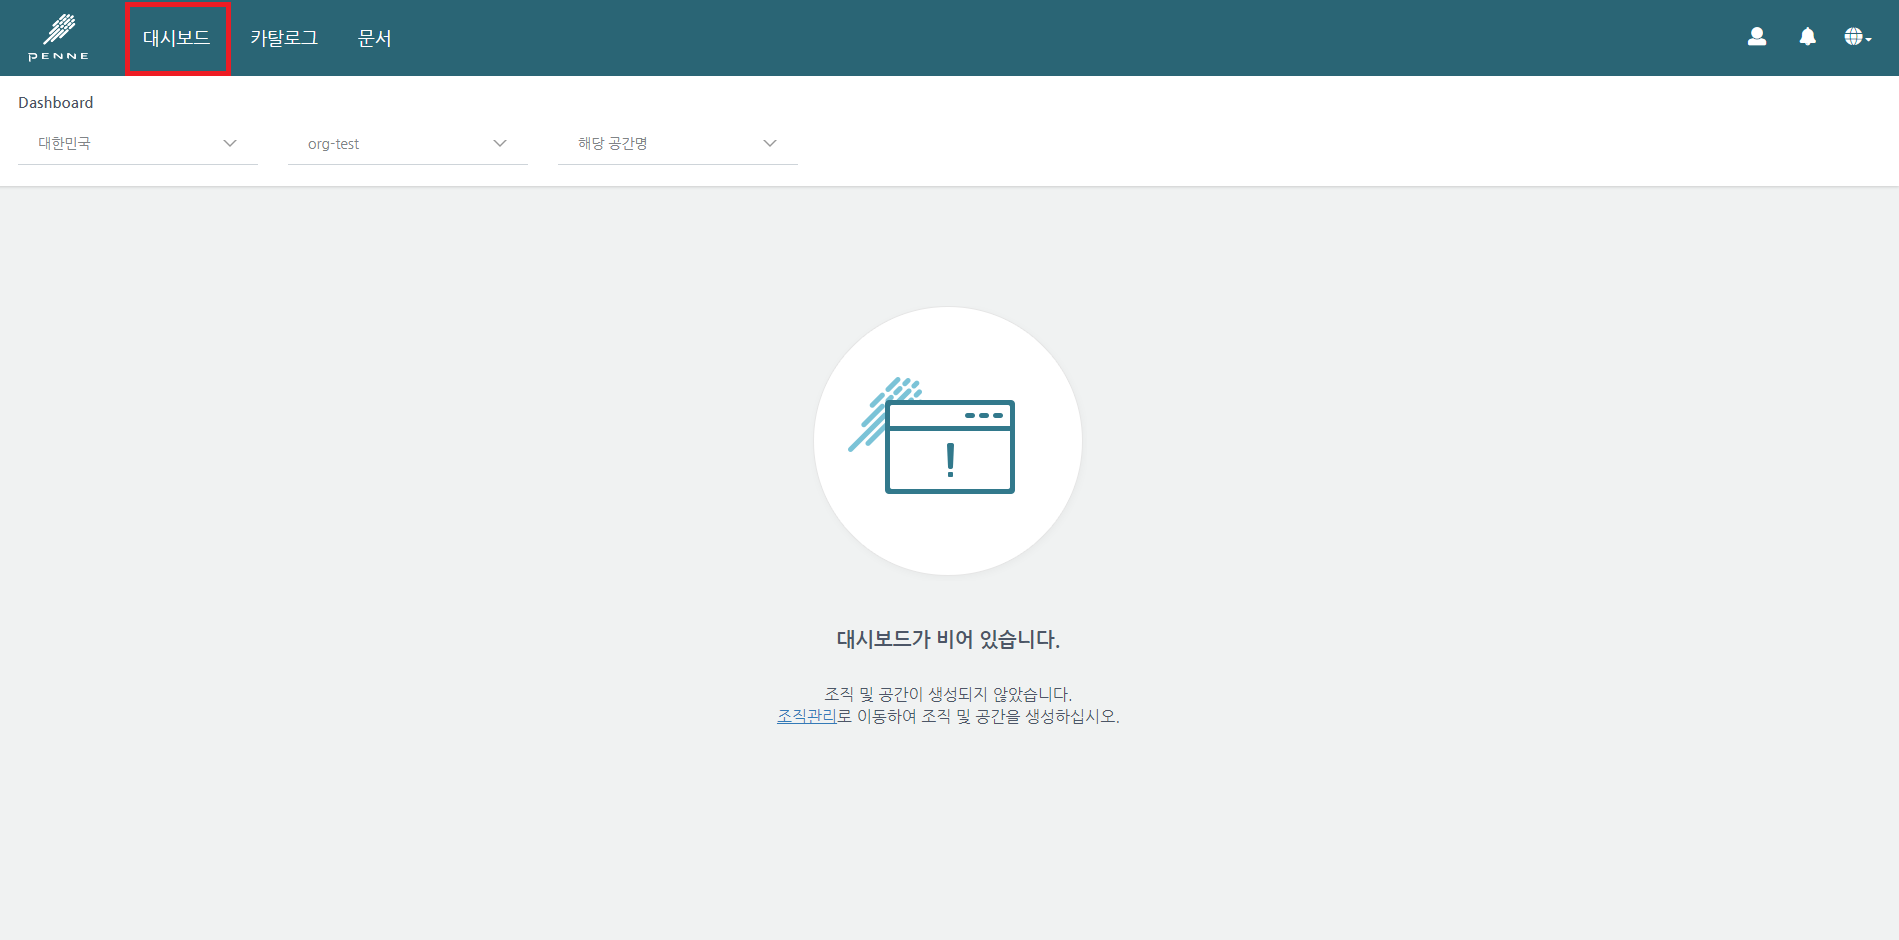 PENNE
대시보드 카탈로그 문서
Dashboard
대한민국 org-test 해당 공간명
!
대시보드가 비어 있습니다.
조직 및 공간이 생성되지 않았습니다.
조직관리로 이동하여 조직 및 공간을 생성하십시오.